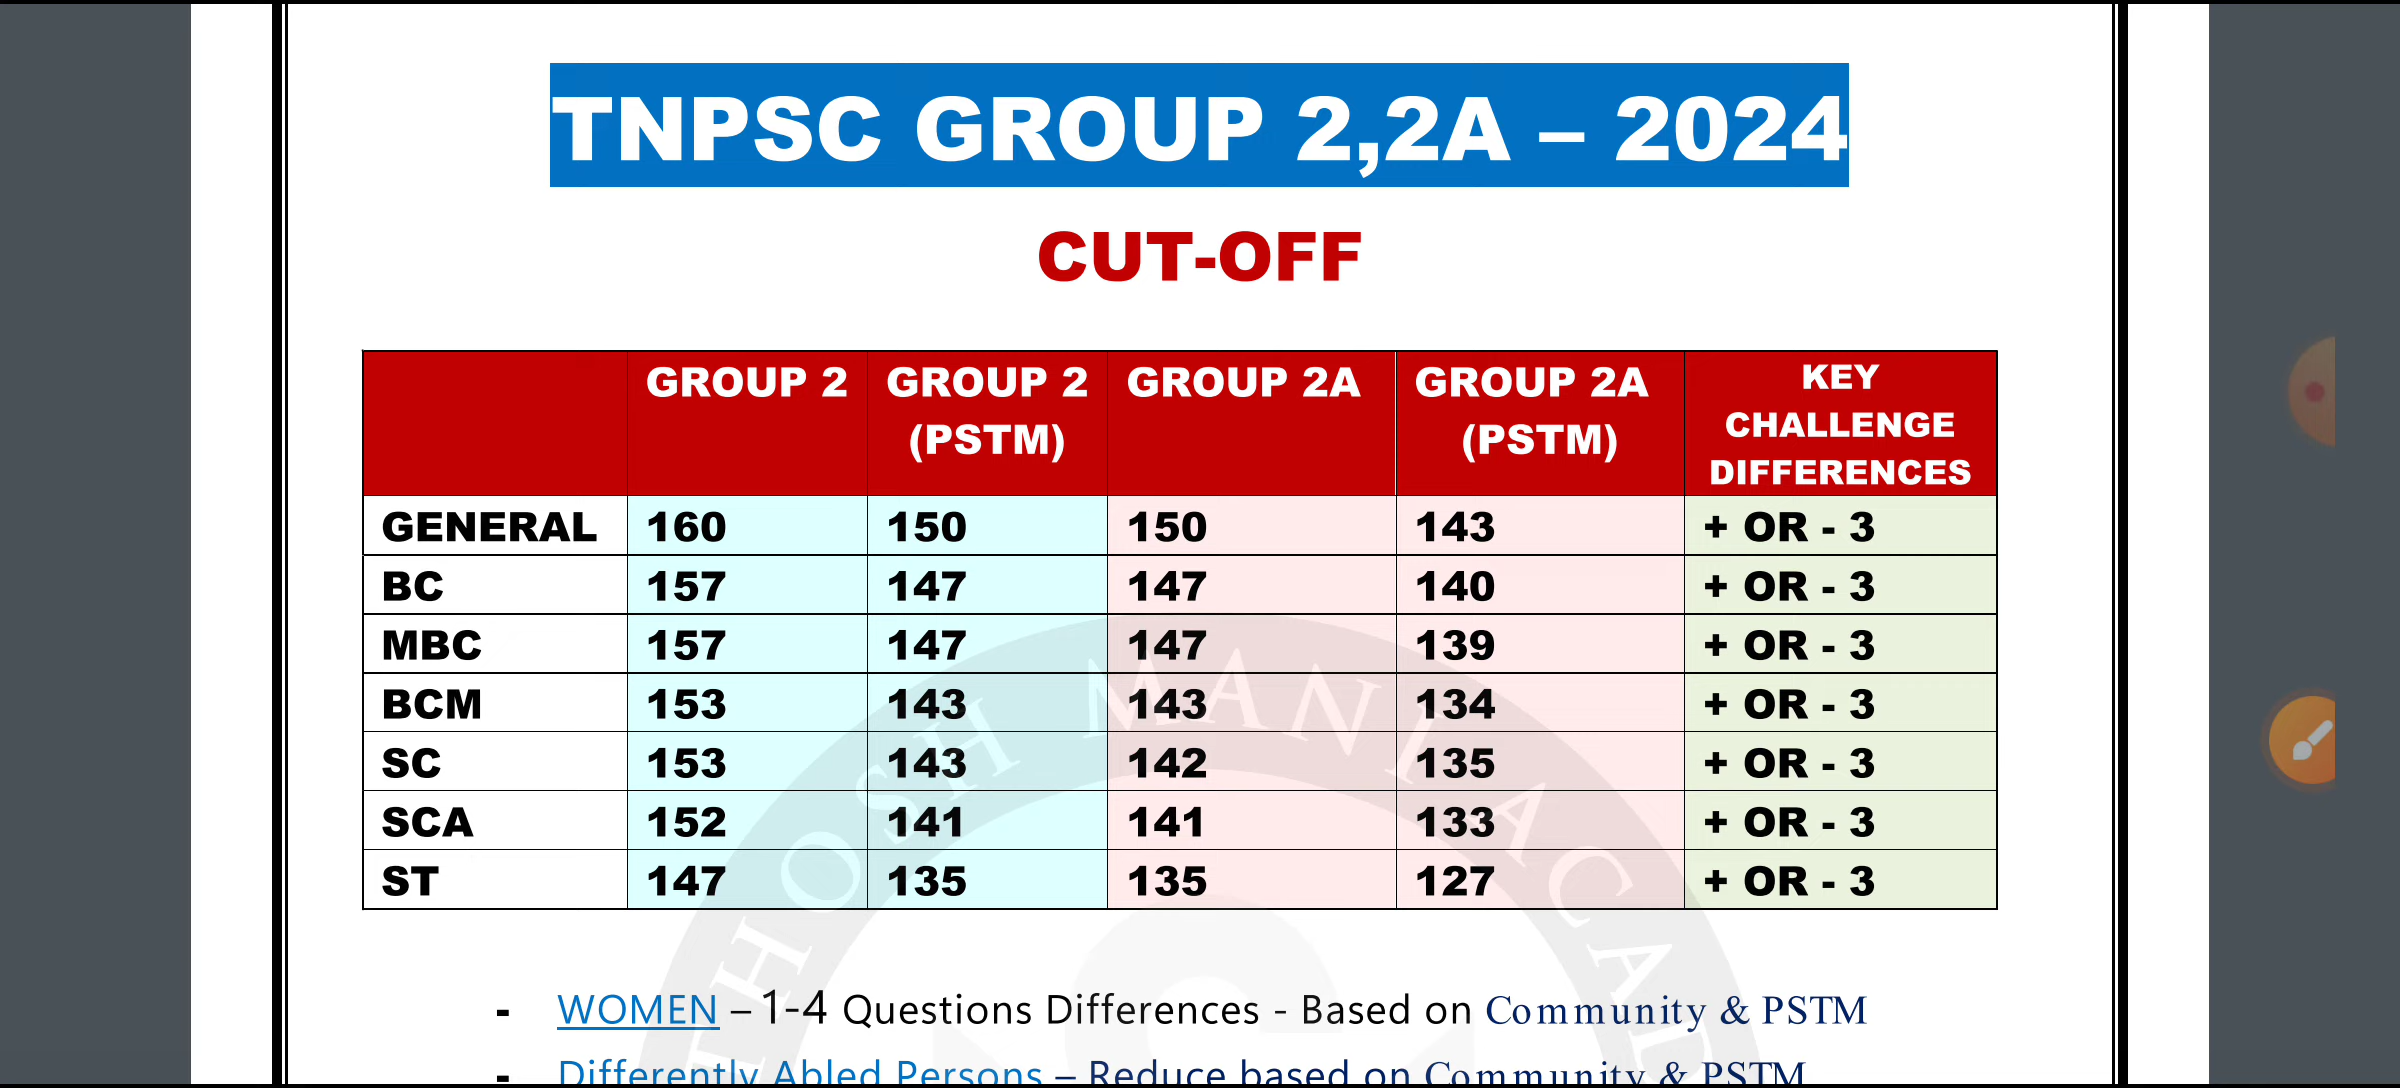 TNPSC GROUP 2,2A – 2024
CUT-OFF
GROUP 2 GROUP 2 (PSTM) GROUP 2A GROUP 2A (PSTM) KEY CHALLENGE DIFFERENCES
GENERAL 160 150 150 143 + OR - 3
BC 157 147 147 140 + OR - 3
MBC 157 147 147 139 + OR - 3
BCM 153 143 143 134 + OR - 3
SC 153 143 142 135 + OR - 3
SCA 152 141 141 133 + OR - 3
ST 147 135 135 127 + OR - 3
- WOMEN – 1-4 Questions Differences - Based on Community & PSTM
- Differently Abled Persons – Reduce based on Community & PSTM